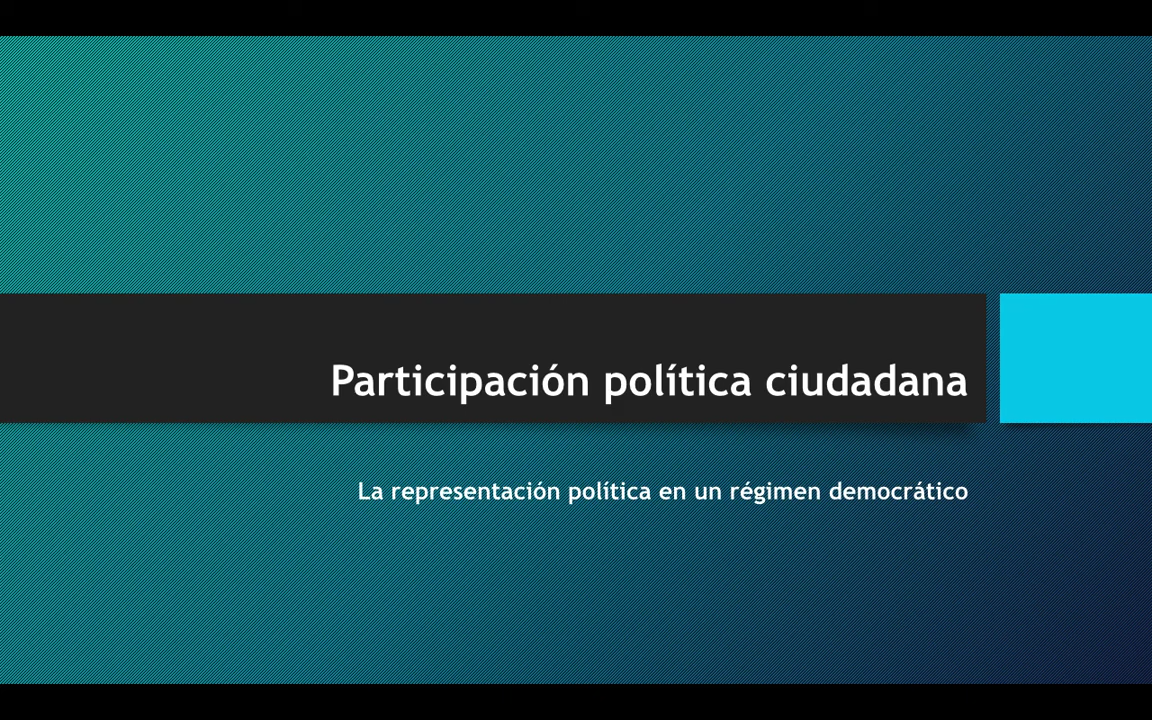 Participación política ciudadana
La representación política en un régimen democrático